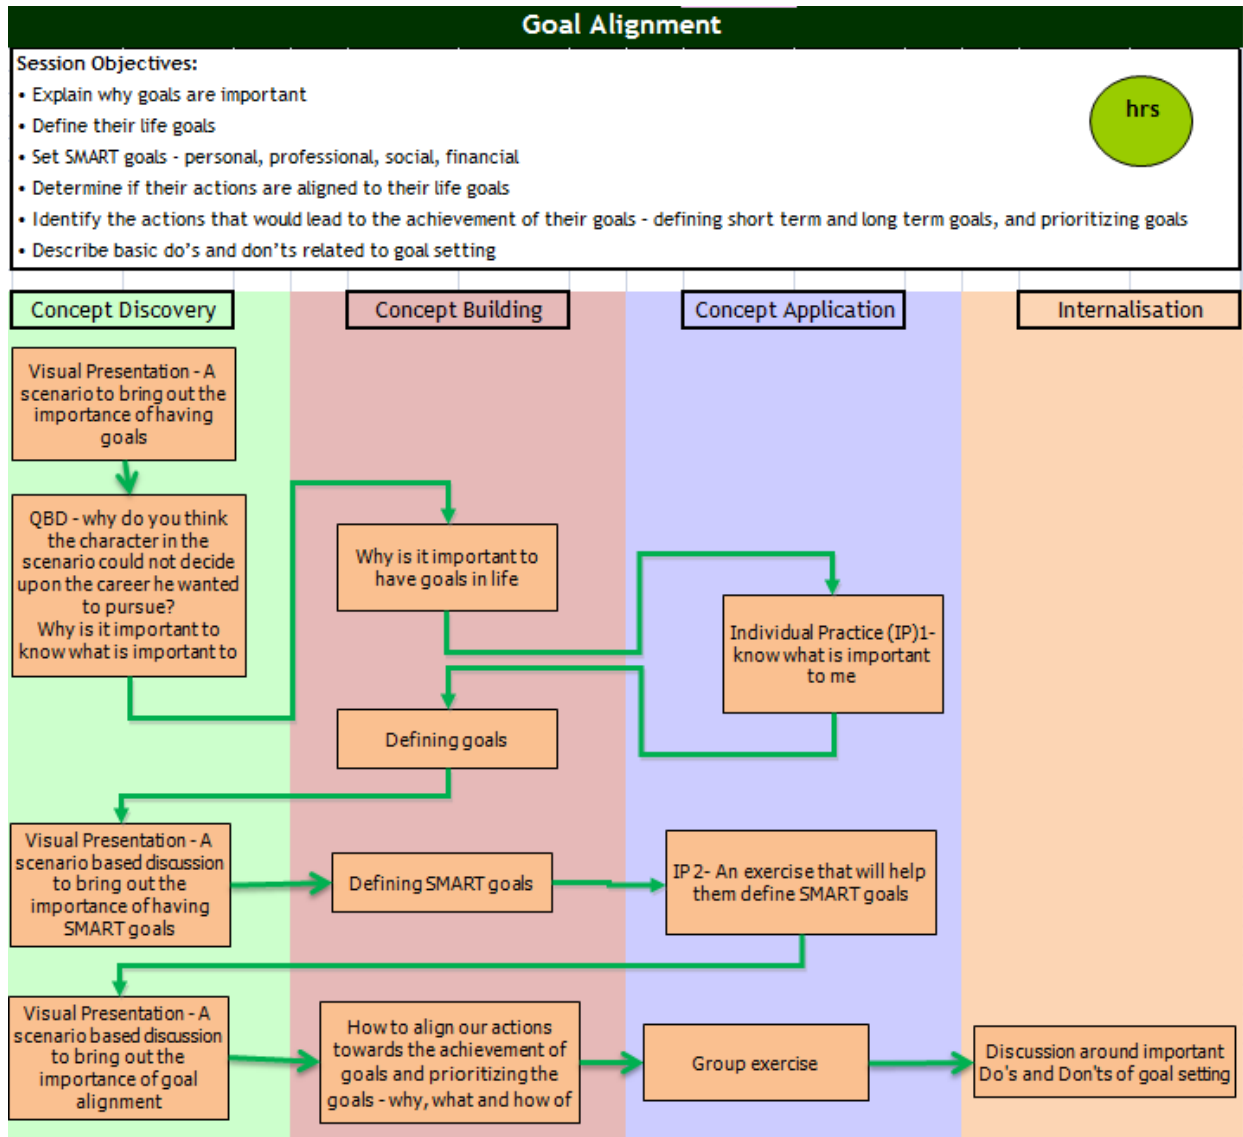 Goal Alignment
Session Objectives:
• Explain why goals are important
• Define their life goals
• Set SMART goals - personal, professional, social, financial
• Determine if their actions are aligned to their life goals
• Identify the actions that would lead to the achievement of their goals – defining short term and long term goals, and prioritizing goals
• Describe basic do's and don'ts related to goal setting
hrs
Concept Discovery
Concept Building
Concept Application
Internalisation
Visual Presentation - A
scenario to bring out the
importance of having
goals
QBD - why do you think
the character in the
scenario could not decide
upon the career he wanted
to pursue?
Why is it important to
know what is important to
Why is it important to
have goals in life
Individual Practice (IP)1-
know what is important
to me
Defining goals
Visual Presentation - A
scenario based discussion
to bring out the
importance of having
SMART goals
Defining SMART goals
IP 2- An exercise that will help
them define SMART goals
Visual Presentation - A
scenario based discussion
to bring out the
importance of goal
alignment
How to align our actions
towards the achievement of
goals and prioritizing the
goals - why, what and how of
Group exercise
Discussion around important
Do's and Don'ts of goal setting